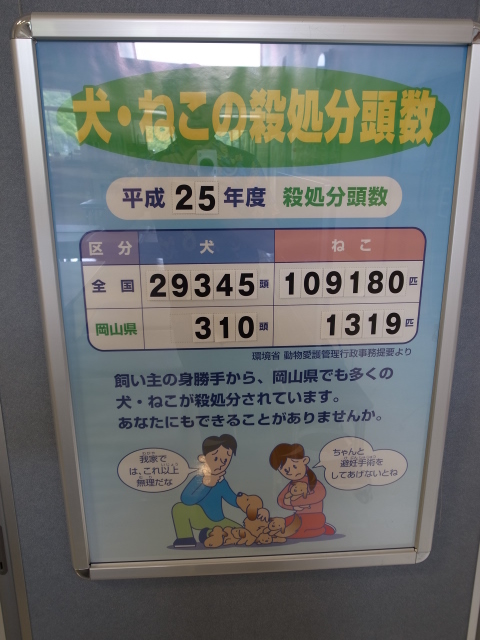 犬・ねこの殺処分頭数
平成 25 年度 殺処分頭数
区分 犬 ねこ
全国 29345頭 109180匹
岡山県 310頭 1319匹
環境省 動物愛護管理行政事務提要より
飼い主の身勝手から、岡山県でも多くの
犬・ねこが殺処分されています。
あなたにもできることがありませんか。
我家で
は、これ以上
無理だな
ちゃんと
避妊手術を
してあげないとね